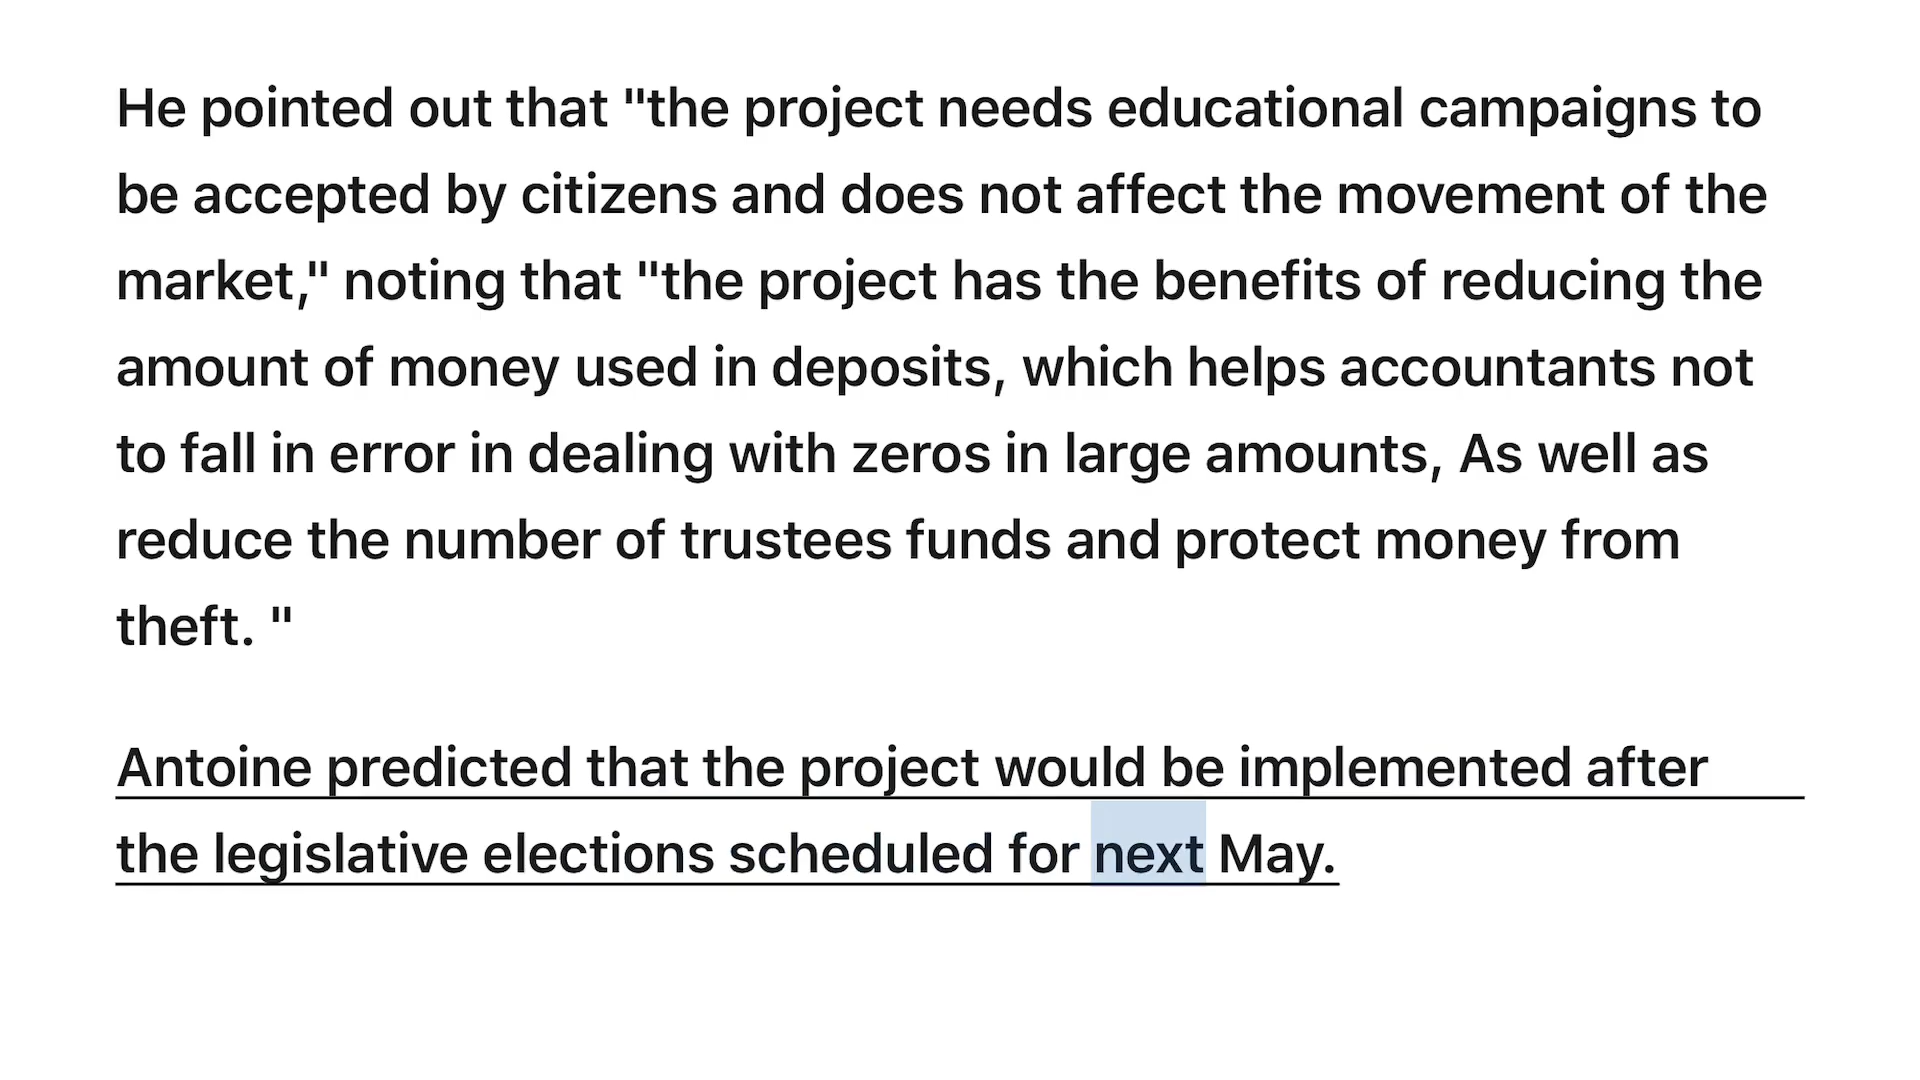 He pointed out that "the project needs educational campaigns to
be accepted by citizens and does not affect the movement of the
market," noting that "the project has the benefits of reducing the
amount of money used in deposits, which helps accountants not
to fall in error in dealing with zeros in large amounts, As well as
reduce the number of trustees funds and protect money from
theft. "
Antoine predicted that the project would be implemented after
the legislative elections scheduled for next May.